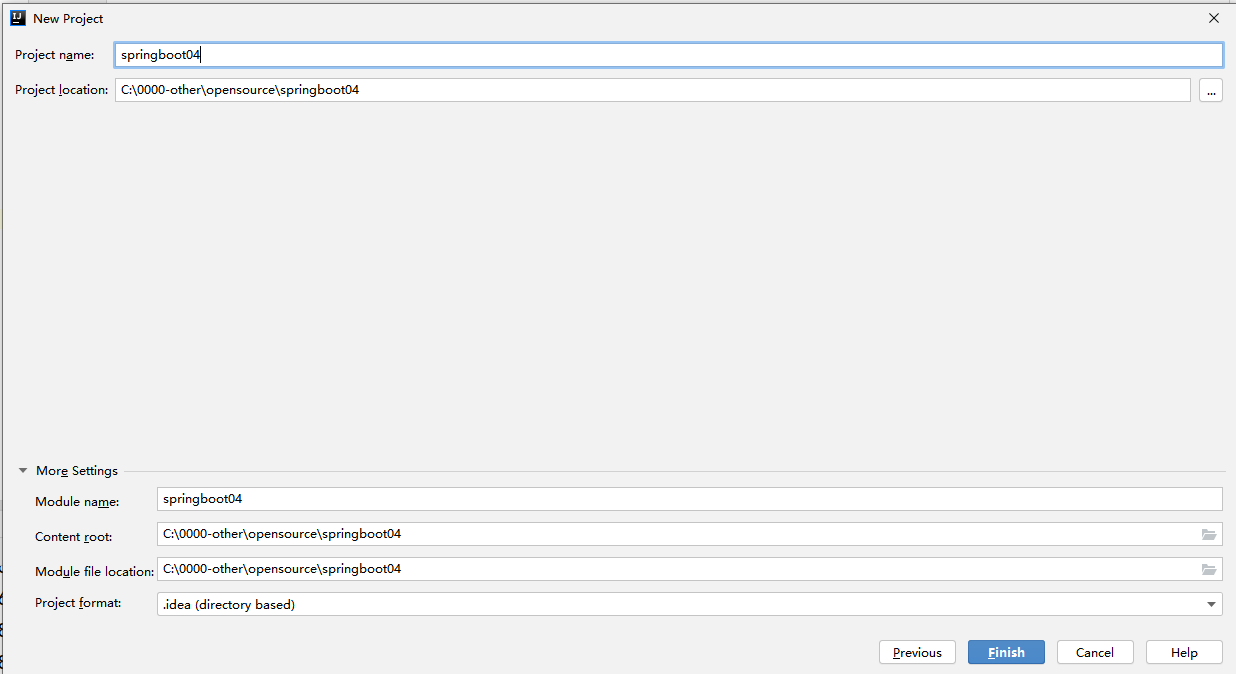 New Project
Project name: springboot04
Project location: C:\0000-other\opensource\springboot04 ...
More Settings
Module name: springboot04
Content root: C:\0000-other\opensource\springboot04
Module file location: C:\0000-other\opensource\springboot04
Project format: .idea (directory based)
Previous Finish Cancel Help